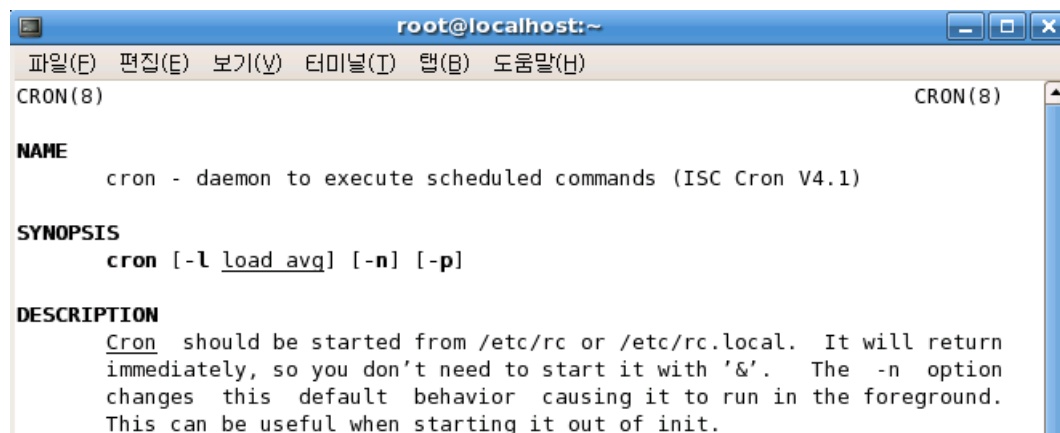 root@localhost:~
파일(F) 편집(E) 보기(V) 터미널(T) 탭(B) 도움말(H)
CRON(8) CRON(8)
NAME
cron - daemon to execute scheduled commands (ISC Cron V4.1)
SYNOPSIS
cron [-l load avg] [-n] [-p]
DESCRIPTION
Cron should be started from /etc/rc or /etc/rc.local. It will return
immediately, so you don’t need to start it with ’&’. The -n option
changes this default behavior causing it to run in the foreground.
This can be useful when starting it out of init.